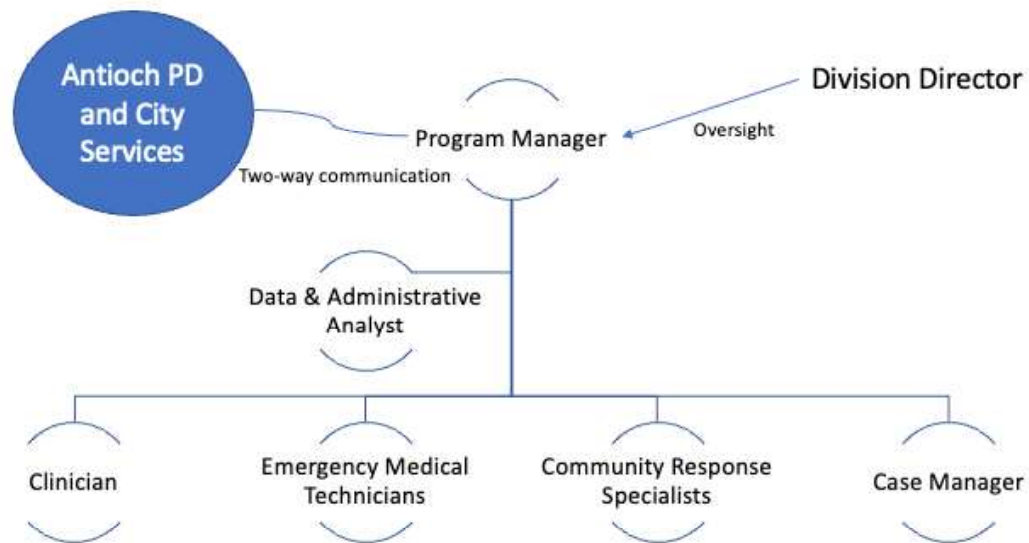 Antioch PD
and City
Services
Division Director
Program Manager
Oversight
Two-way communication
Data & Administrative
Analyst
Clinician
Emergency Medical
Technicians
Community Response
Specialists
Case Manager